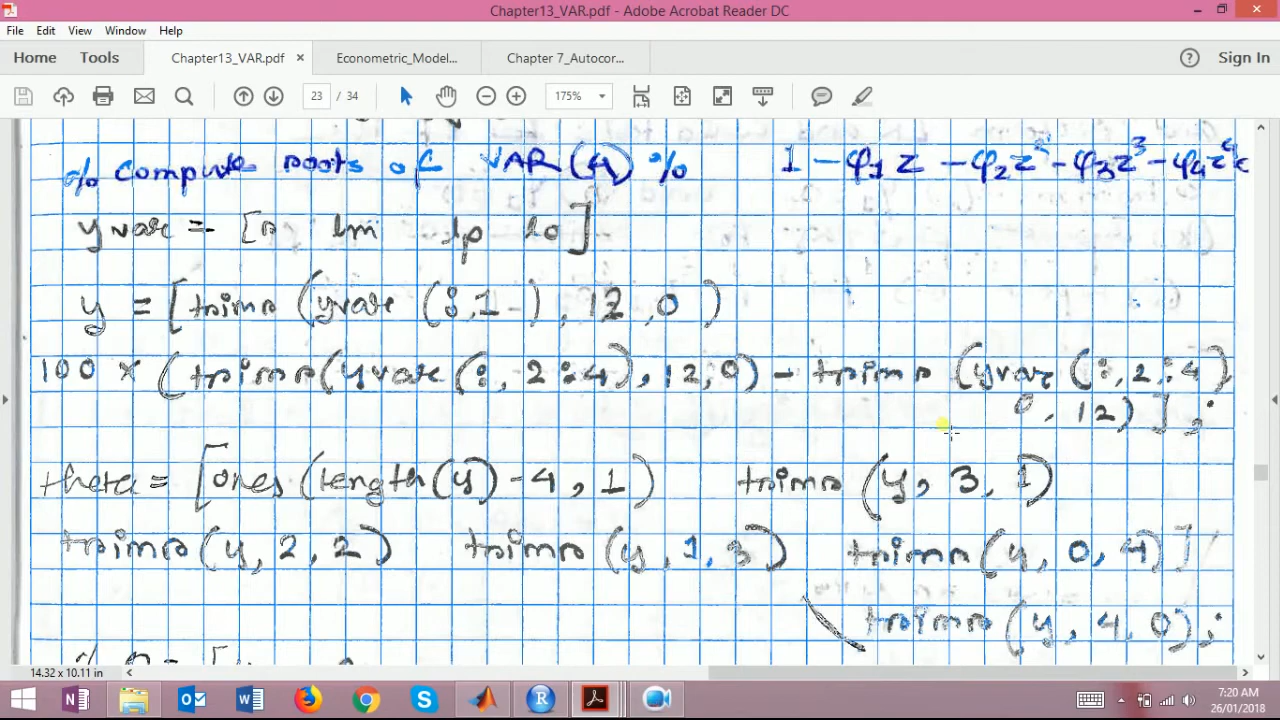 Chapter13_VAR.pdf - Adobe Acrobat Reader DC
File Edit View Window Help
Home Tools Chapter13_VAR.pdf × Econometric_Model... Chapter 7_Autocor... Sign In
23 / 34 175%
% Compute roots of VAR(4) % 1 - φ1 z - φ2 z² - φ3 z³ - φ4 z⁴
yvar = [r lm lp lo]
y = [trimr (yvar (:,1), 12, 0)
100 × (trimr(yvar(:, 2:4), 12, 0) - trimr (yvar (:, 2:4)
0, 12) ] ;
theta = [ones (length(y) - 4, 1) trimr (y, 3, 1)
trimr(y, 2, 2) trimr (y, 1, 3) trimr(y, 0, 4)]
\ trimr(y, 4, 0);
14.32 x 10.11 in
7:20 AM
26/01/2018